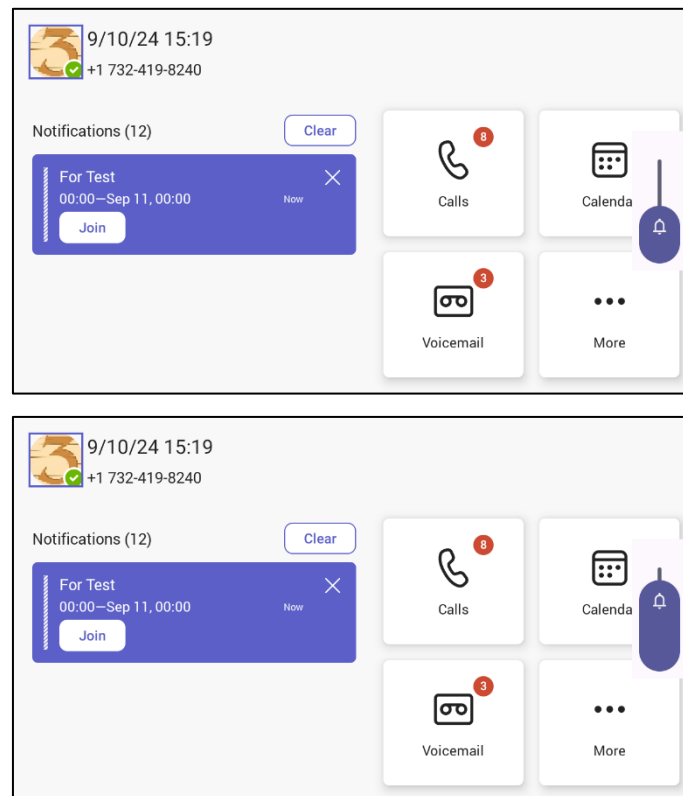 9/10/24 15:19
+1 732-419-8240
Notifications (12)
Clear
For Test
00:00–Sep 11, 00:00
Now
Join
8
Calls
Calenda
3
Voicemail
More
9/10/24 15:19
+1 732-419-8240
Notifications (12)
Clear
For Test
00:00–Sep 11, 00:00
Now
Join
8
Calls
Calenda
3
Voicemail
More